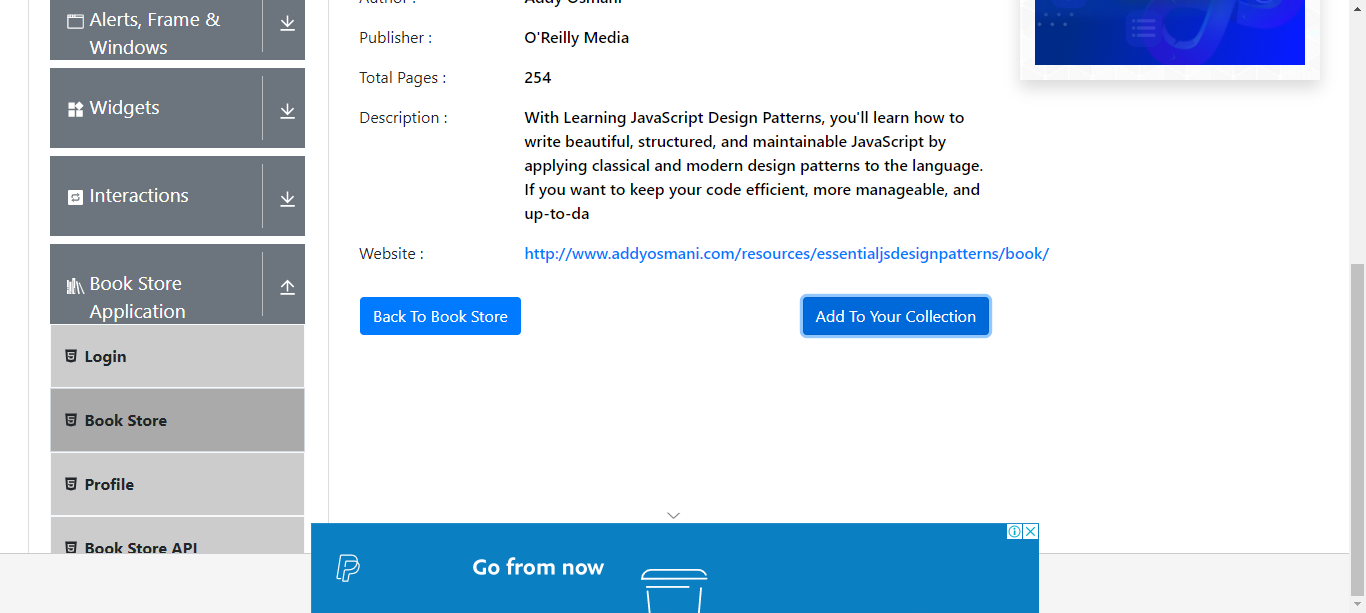 Alerts, Frame &
Windows
Widgets
Interactions
Book Store
Application
Login
Book Store
Profile
Book Store API
Author :
Addy Osmani
Publisher :
O'Reilly Media
Total Pages :
254
Description :
With Learning JavaScript Design Patterns, you'll learn how to
write beautiful, structured, and maintainable JavaScript by
applying classical and modern design patterns to the language.
If you want to keep your code efficient, more manageable, and
up-to-da
Website :
http://www.addyosmani.com/resources/essentialjsdesignpatterns/book/
Back To Book Store
Add To Your Collection
Go from now